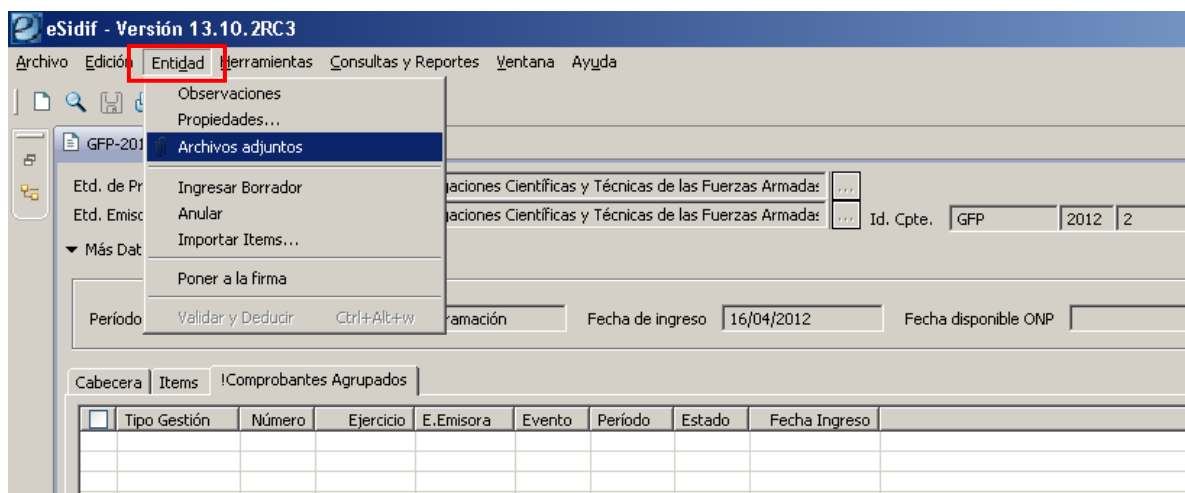 eSidif - Versión 13.10.2RC3
Archivo Edición Entidad Herramientas Consultas y Reportes Ventana Ayuda
Observaciones
Propiedades...
GFP-201 Archivos adjuntos
Etd. de Pr Ingresar Borrador aciones Científicas y Técnicas de las Fuerzas Armada: ...
Etd. Emisc Anular aciones Científicas y Técnicas de las Fuerzas Armada: ... Id. Cpte. GFP 2012 2
Más Dat Importar Items...
Poner a la firma
Período Validar y Deducir Ctrl+Alt+w ramación Fecha de ingreso 16/04/2012 Fecha disponible ONP
Cabecera Items !Comprobantes Agrupados
Tipo Gestión Número Ejercicio E.Emisora Evento Período Estado Fecha Ingreso